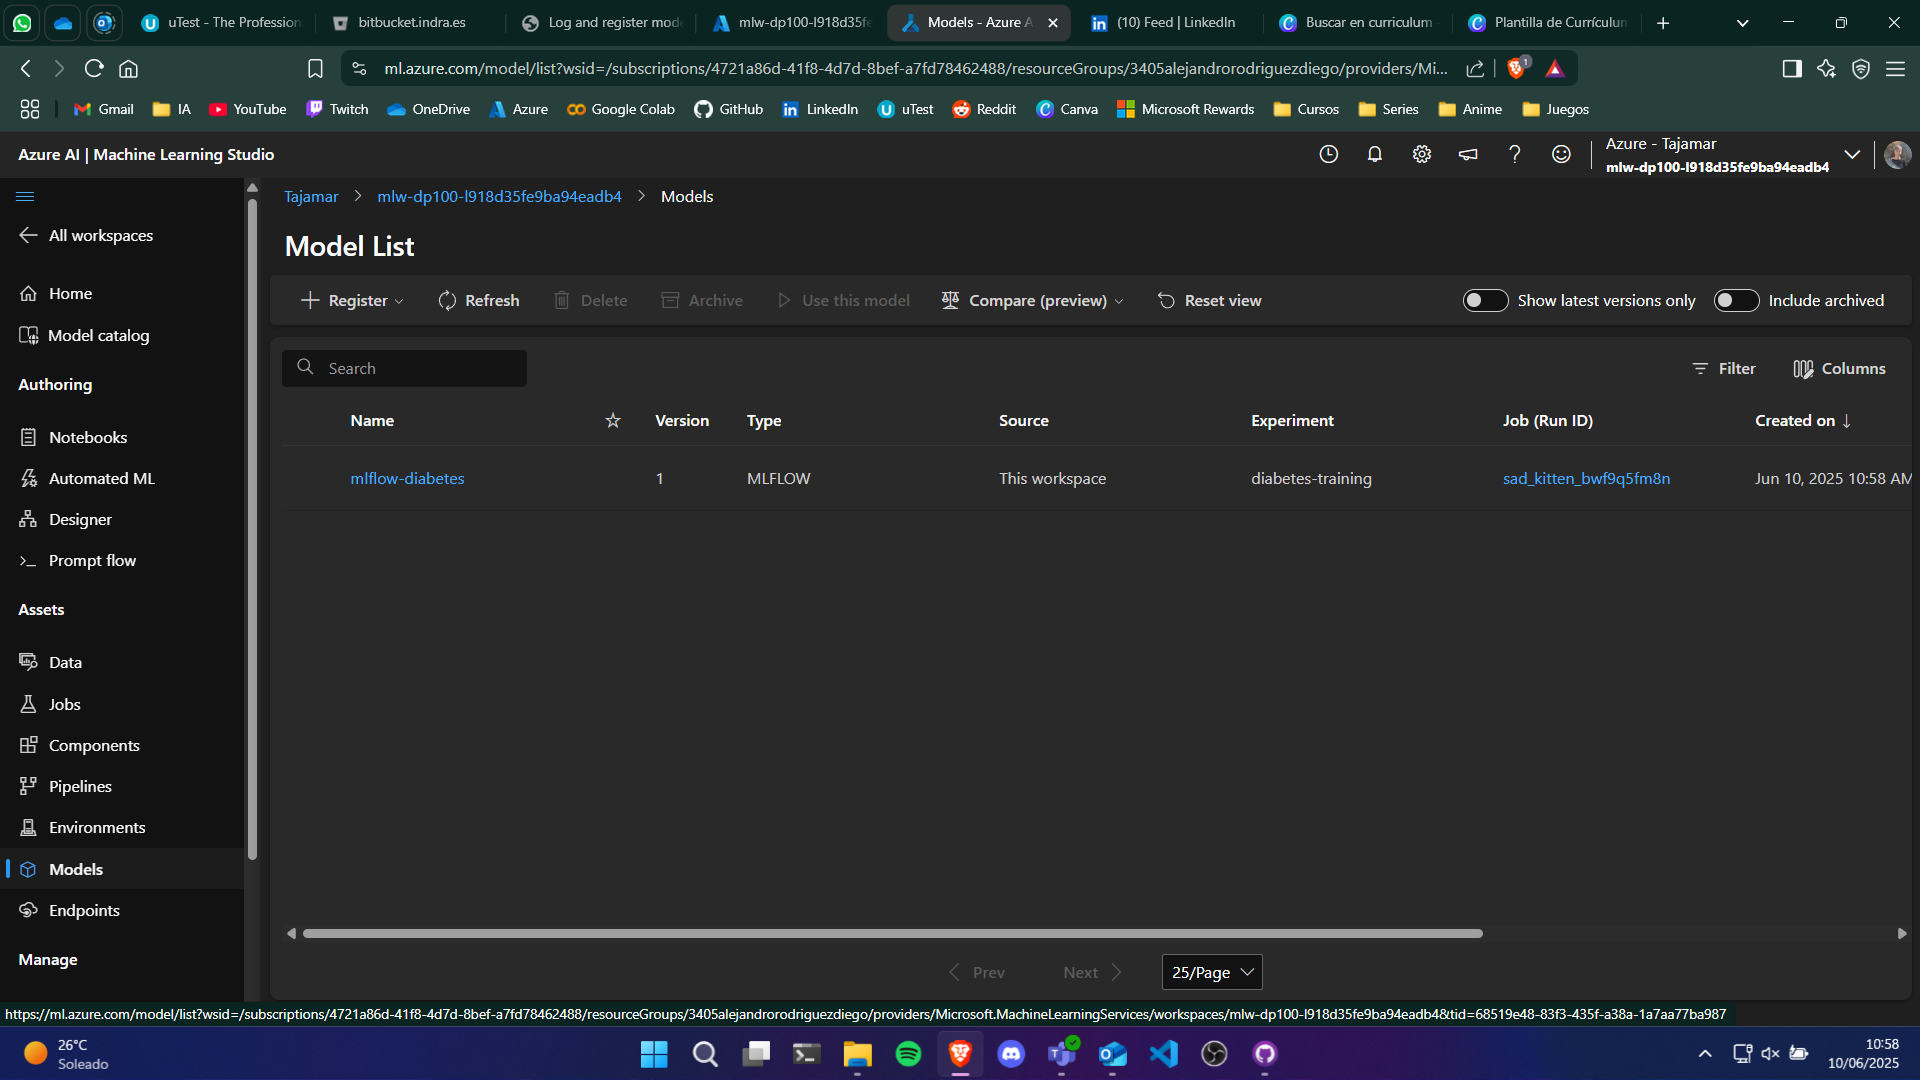 uTest - The Profession
bitbucket.indra.es
Log and register mode
mlw-dp100-l918d35fe
Models - Azure A
(10) Feed | LinkedIn
Buscar en curriculum
Plantilla de Currículum
ml.azure.com/model/list?wsid=/subscriptions/4721a86d-41f8-4d7d-8bef-a7fd78462488/resourceGroups/3405alejandrorodriguezdiego/providers/Mi...
1
Gmail
IA
YouTube
Twitch
OneDrive
Azure
Google Colab
GitHub
LinkedIn
uTest
Reddit
Canva
Microsoft Rewards
Cursos
Series
Anime
Juegos
Azure AI | Machine Learning Studio
Azure - Tajamar
mlw-dp100-l918d35fe9ba94eadb4
Tajamar > mlw-dp100-l918d35fe9ba94eadb4 > Models
All workspaces
Home
Model catalog
Authoring
Notebooks
Automated ML
Designer
Prompt flow
Assets
Data
Jobs
Components
Pipelines
Environments
Models
Endpoints
Manage
Model List
Register
Refresh
Delete
Archive
Use this model
Compare (preview)
Reset view
Show latest versions only
Include archived
Search
Filter
Columns
Name Version Type Source Experiment Job (Run ID) Created on ↓
mlflow-diabetes 1 MLFLOW This workspace diabetes-training sad_kitten_bwf9q5fm8n Jun 10, 2025 10:58 AM
Prev
Next
25/Page
https://ml.azure.com/model/list?wsid=/subscriptions/4721a86d-41f8-4d7d-8bef-a7fd78462488/resourceGroups/3405alejandrorodriguezdiego/providers/Microsoft.MachineLearningServices/workspaces/mlw-dp100-l918d35fe9ba94eadb4&tid=68519e48-83f3-435f-a38a-1a7aa77ba987
26°C
Soleado
10:58
10/06/2025